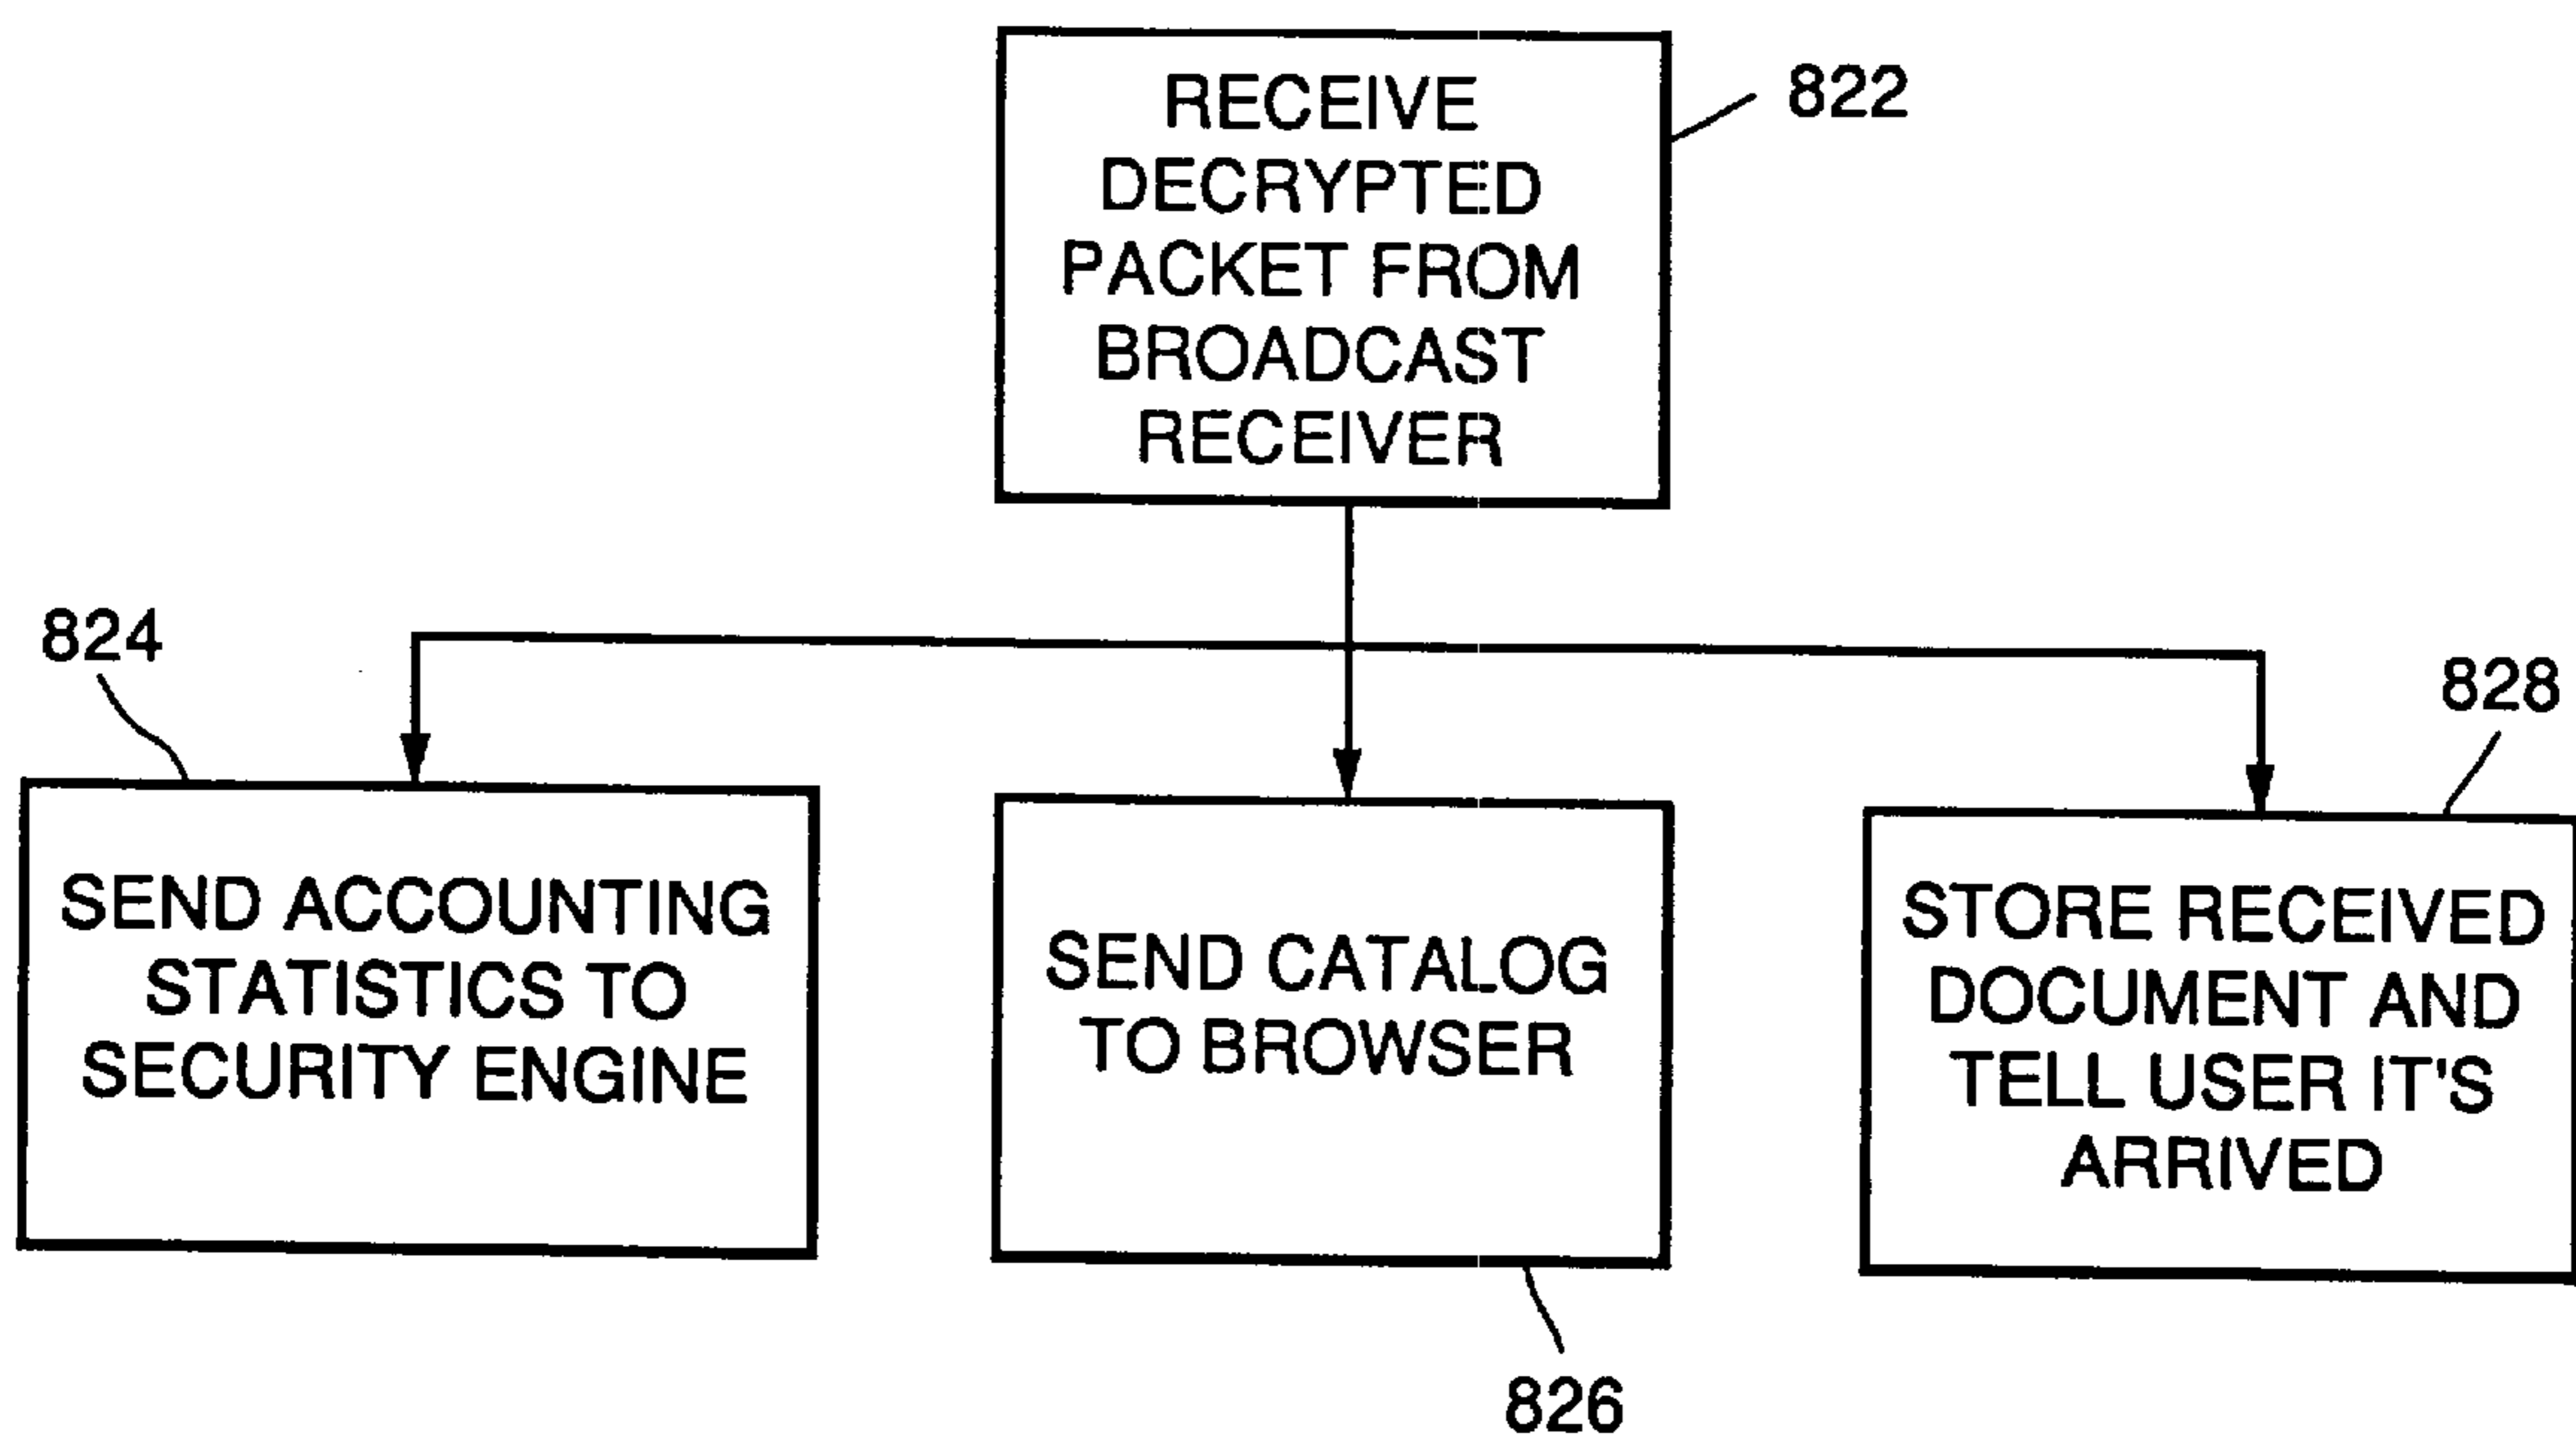 RECEIVE
DECRYPTED
PACKET FROM
BROADCAST
RECEIVER
822
824
SEND ACCOUNTING
STATISTICS TO
SECURITY ENGINE
SEND CATALOG
TO BROWSER
826
828
STORE RECEIVED
DOCUMENT AND
TELL USER IT'S
ARRIVED